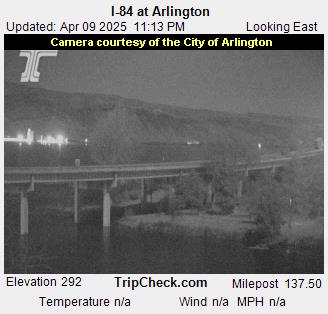 I-84 at Arlington
Updated: Apr 09 2025 11:13 PM Looking East
Camera courtesy of the City of Arlington
Elevation 292 TripCheck.com Milepost 137.50
Temperature n/a Wind n/a MPH n/a